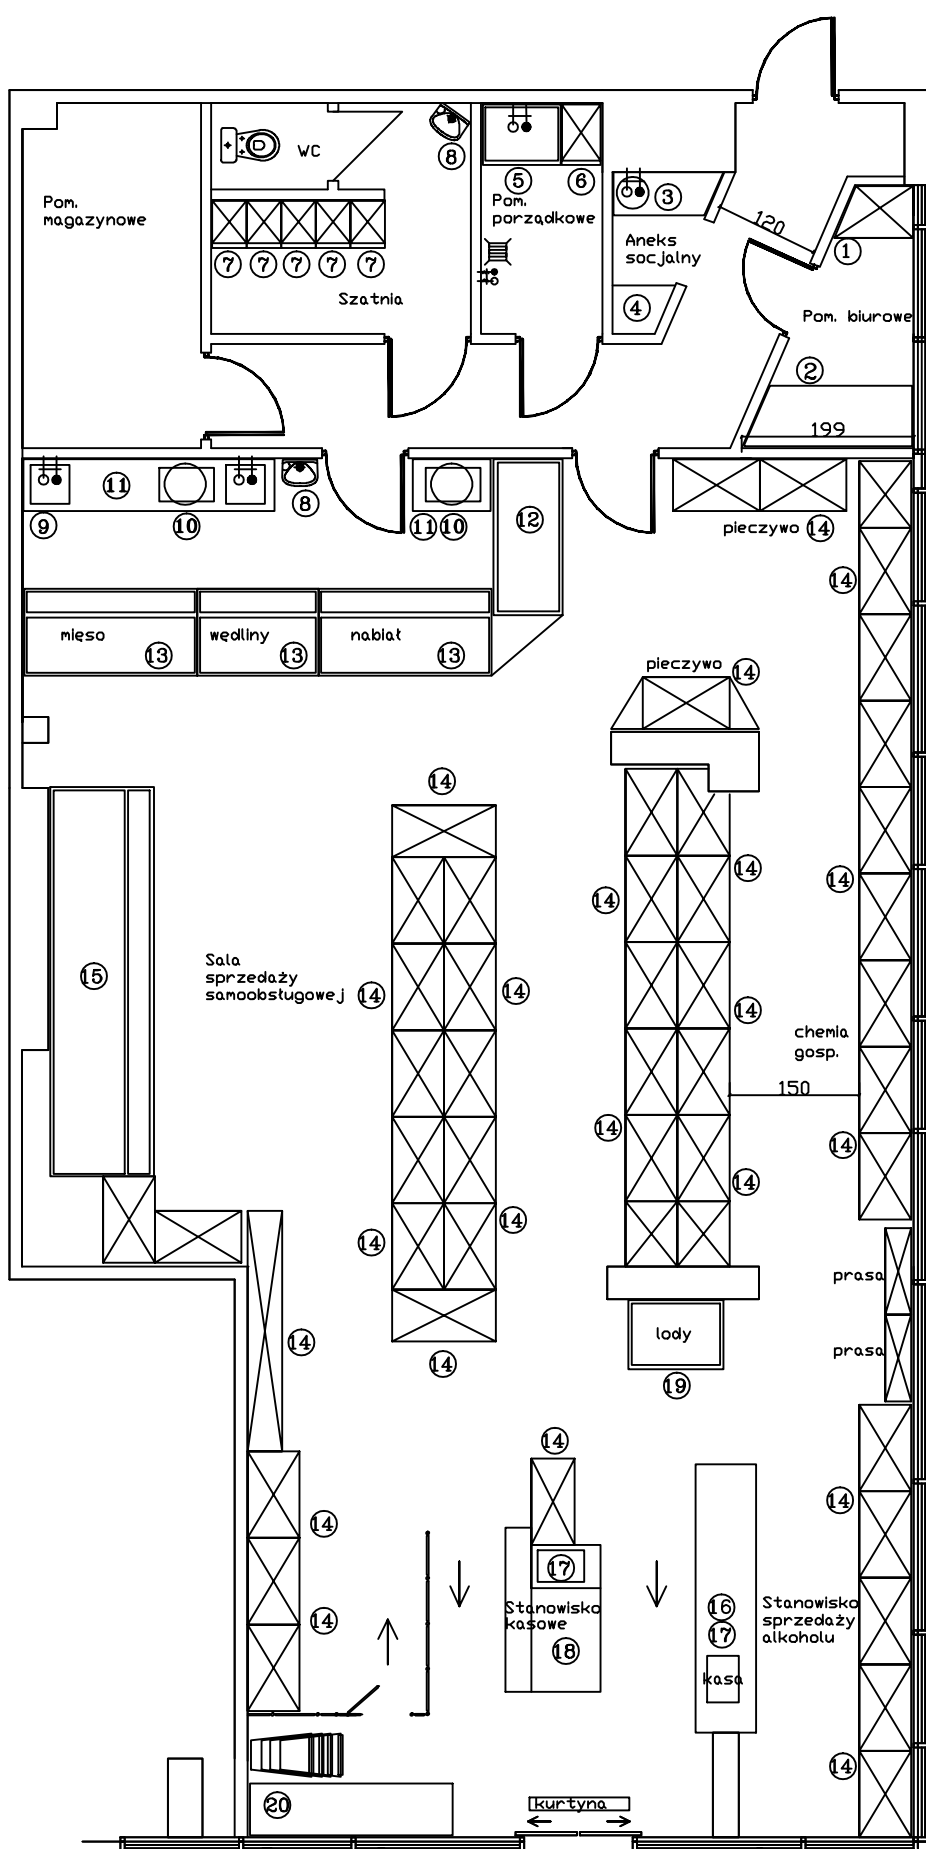 WC
8
5
6
Pom.
magazynowe
Pom.
porządkowe
3
120
1
7
7
7
7
7
Aneks
socjalny
Szatnia
4
Pom. biurowe
2
199
11
8
9
10
11
10
12
pieczywo
14
14
mięso
13
wędliny
13
nabiał
13
pieczywo
14
14
14
14
14
15
Sala
sprzedaży
samoobsługowej
14
14
14
chemia
gosp.
150
14
14
14
14
14
prasa
14
lody
prasa
14
19
14
14
14
17
14
Stanowisko
kasowe
18
16
17
kasa
Stanowisko
sprzedaży
alkoholu
14
14
20
kurtyna